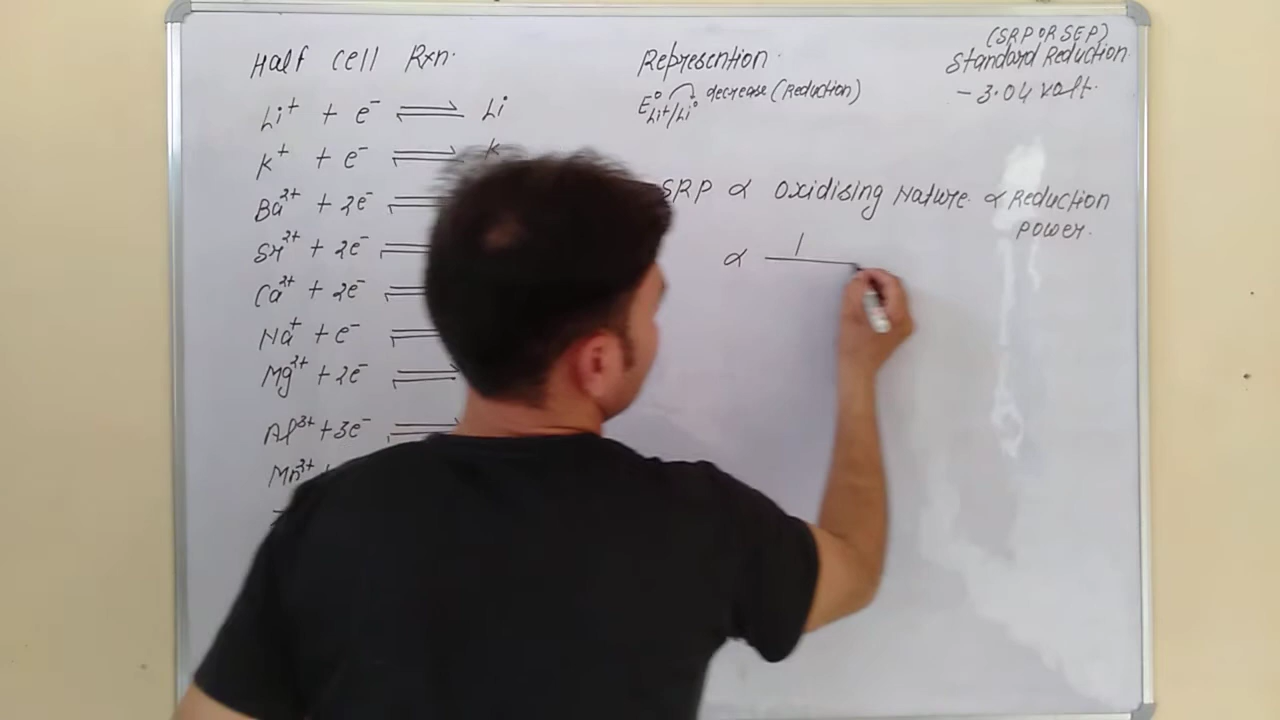 Half cell Rxn.
Represention.
(SRP OR SEP)
Standard Reduction.
Li⁺ + e⁻ ⇌ Li
E°Li⁺/Li° decrease (Reduction)
-3.04 volt.
K⁺ + e⁻ ⇌ K
Ba²⁺ + 2e⁻ ⇌
SRP ∝ Oxidising Nature ∝ Reduction
Power.
Sr²⁺ + 2e⁻ ⇌
∝ 1
Ca²⁺ + 2e⁻ ⇌
Na⁺ + e⁻ ⇌
Mg²⁺ + 2e⁻ ⇌
Al³⁺ + 3e⁻ ⇌
Mn²⁺ +